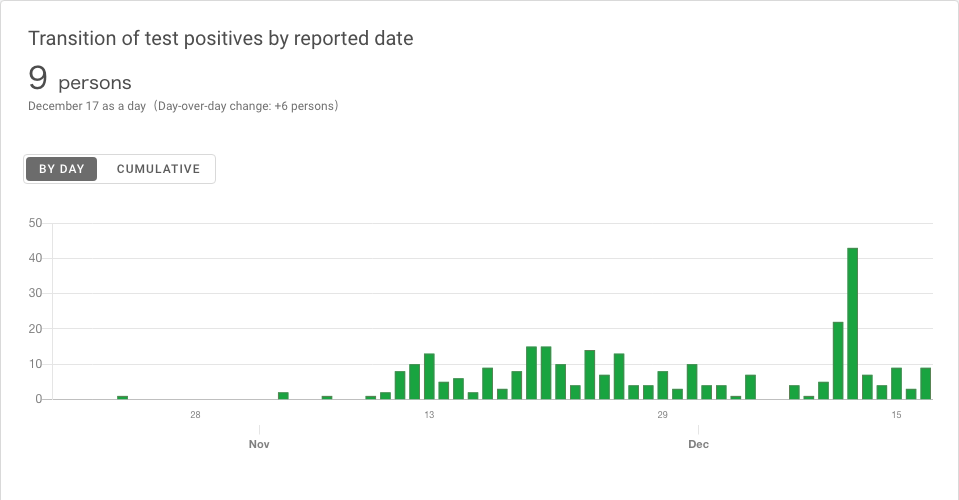 Transition of test positives by reported date
9 persons
December 17 as a day (Day-over-day change: +6 persons)
BY DAY CUMULATIVE
50
40
30
20
10
0
28 13 29 15
Nov Dec